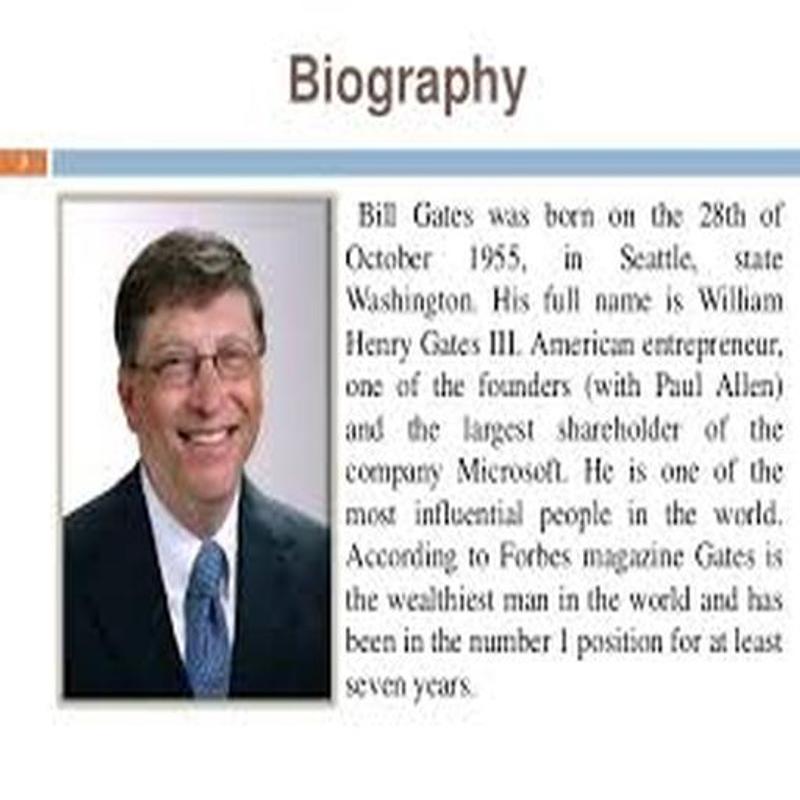 Biography
Bill Gates was born on the 28th of
October 1955, in Seattle, state
Washington. His full name is William
Henry Gates III. American entrepreneur,
one of the founders (with Paul Allen)
and the largest shareholder of the
company Microsoft. He is one of the
most influential people in the world.
According to Forbes magazine Gates is
the wealthiest man in the world and has
been in the number 1 position for at least
seven years.